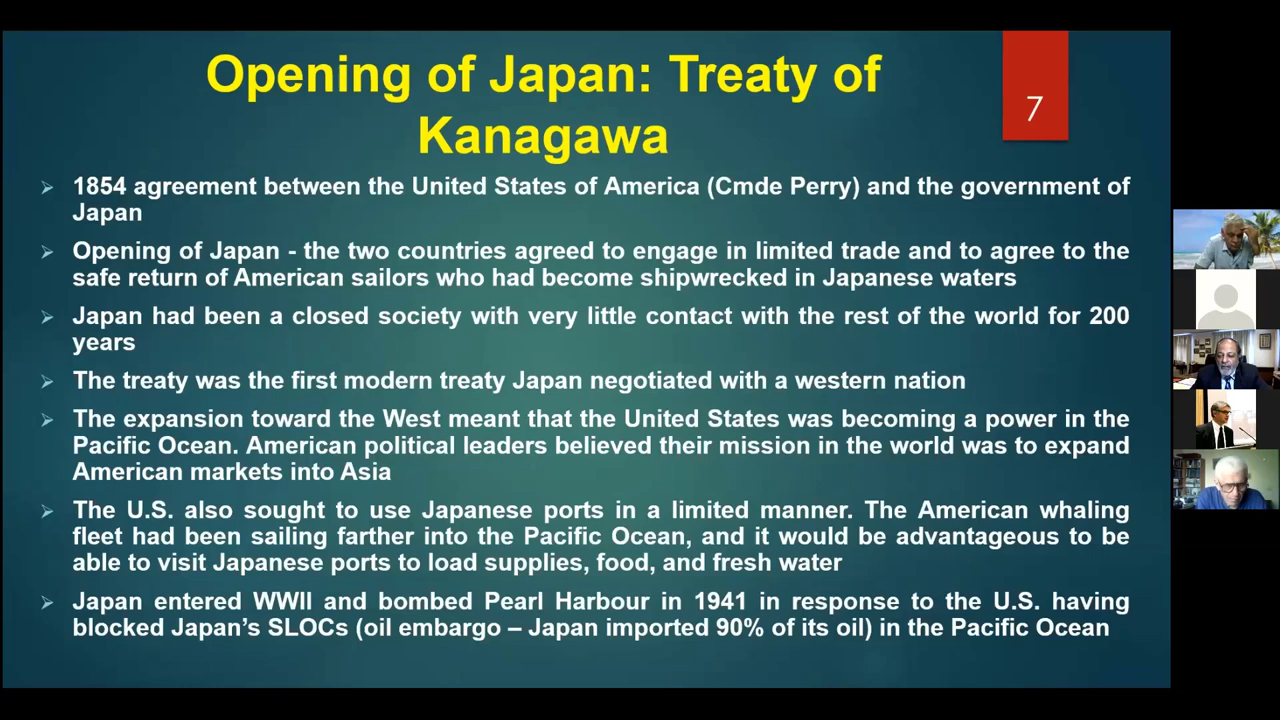 Opening of Japan: Treaty of
Kanagawa
7
1854 agreement between the United States of America (Cmde Perry) and the government of
Japan
Opening of Japan - the two countries agreed to engage in limited trade and to agree to the
safe return of American sailors who had become shipwrecked in Japanese waters
Japan had been a closed society with very little contact with the rest of the world for 200
years
The treaty was the first modern treaty Japan negotiated with a western nation
The expansion toward the West meant that the United States was becoming a power in the
Pacific Ocean. American political leaders believed their mission in the world was to expand
American markets into Asia
The U.S. also sought to use Japanese ports in a limited manner. The American whaling
fleet had been sailing farther into the Pacific Ocean, and it would be advantageous to be
able to visit Japanese ports to load supplies, food, and fresh water
Japan entered WWII and bombed Pearl Harbour in 1941 in response to the U.S. having
blocked Japan’s SLOCs (oil embargo – Japan imported 90% of its oil) in the Pacific Ocean